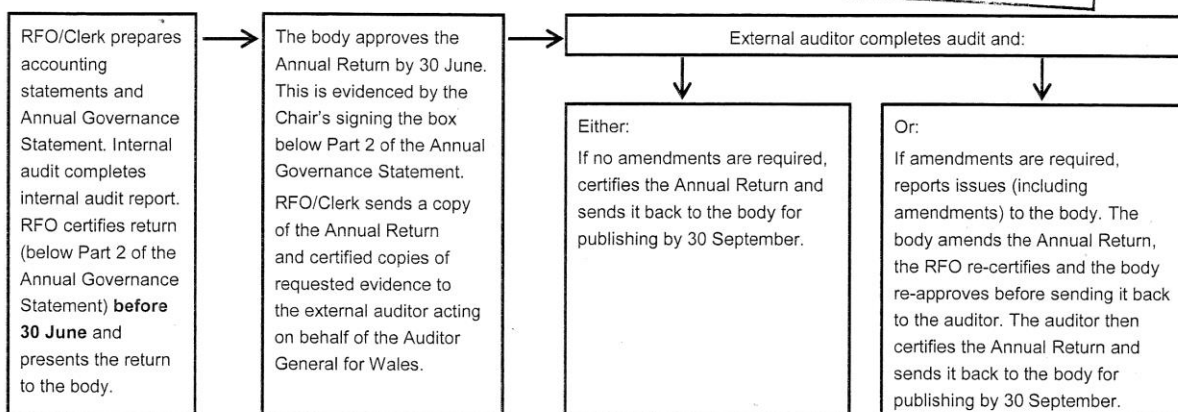 RFO/Clerk prepares
accounting
statements and
Annual Governance
Statement. Internal
audit completes
internal audit report.
RFO certifies return
(below Part 2 of the
Annual Governance
Statement) before
30 June and
presents the return
to the body.
The body approves the
Annual Return by 30 June.
This is evidenced by the
Chair's signing the box
below Part 2 of the Annual
Governance Statement.
RFO/Clerk sends a copy
of the Annual Return
and certified copies of
requested evidence to
the external auditor acting
on behalf of the Auditor
General for Wales.
External auditor completes audit and:
Either:
If no amendments are required,
certifies the Annual Return and
sends it back to the body for
publishing by 30 September.
Or:
If amendments are required,
reports issues (including
amendments) to the body. The
body amends the Annual Return,
the RFO re-certifies and the body
re-approves before sending it back
to the auditor. The auditor then
certifies the Annual Return and
sends it back to the body for
publishing by 30 September.